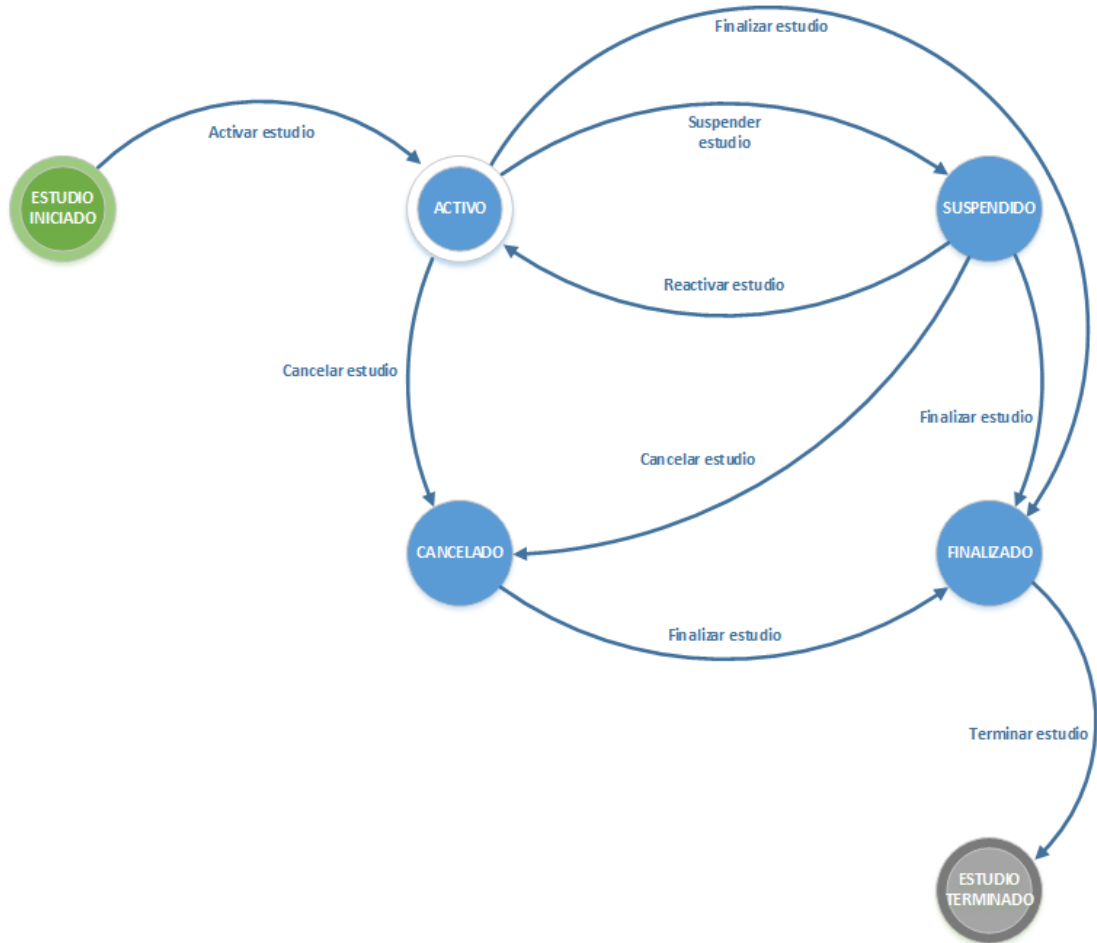 Finalizar estudio
Activar estudio
Suspender
estudio
ESTUDIO
INICIADO
ACTIVO
SUSPENDIDO
Reactivar estudio
Cancelar estudio
Finalizar estudio
Cancelar estudio
CANCELADO
FINALIZADO
Finalizar estudio
Terminar estudio
ESTUDIO
TERMINADO